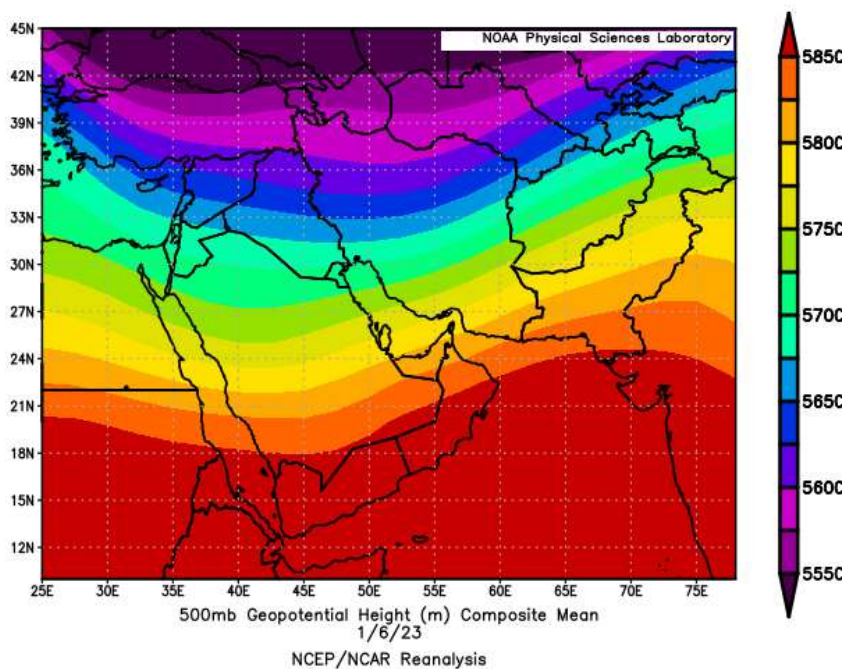 45N
NOAA Physical Sciences Laboratory
42N
39N
36N
33N
30N
27N
24N
21N
18N
15N
12N
25E 30E 35E 40E 45E 50E 55E 60E 65E 70E 75E
500mb Geopotential Height (m) Composite Mean
1/6/23
NCEP/NCAR Reanalysis
5850
5800
5750
5700
5650
5600
5550